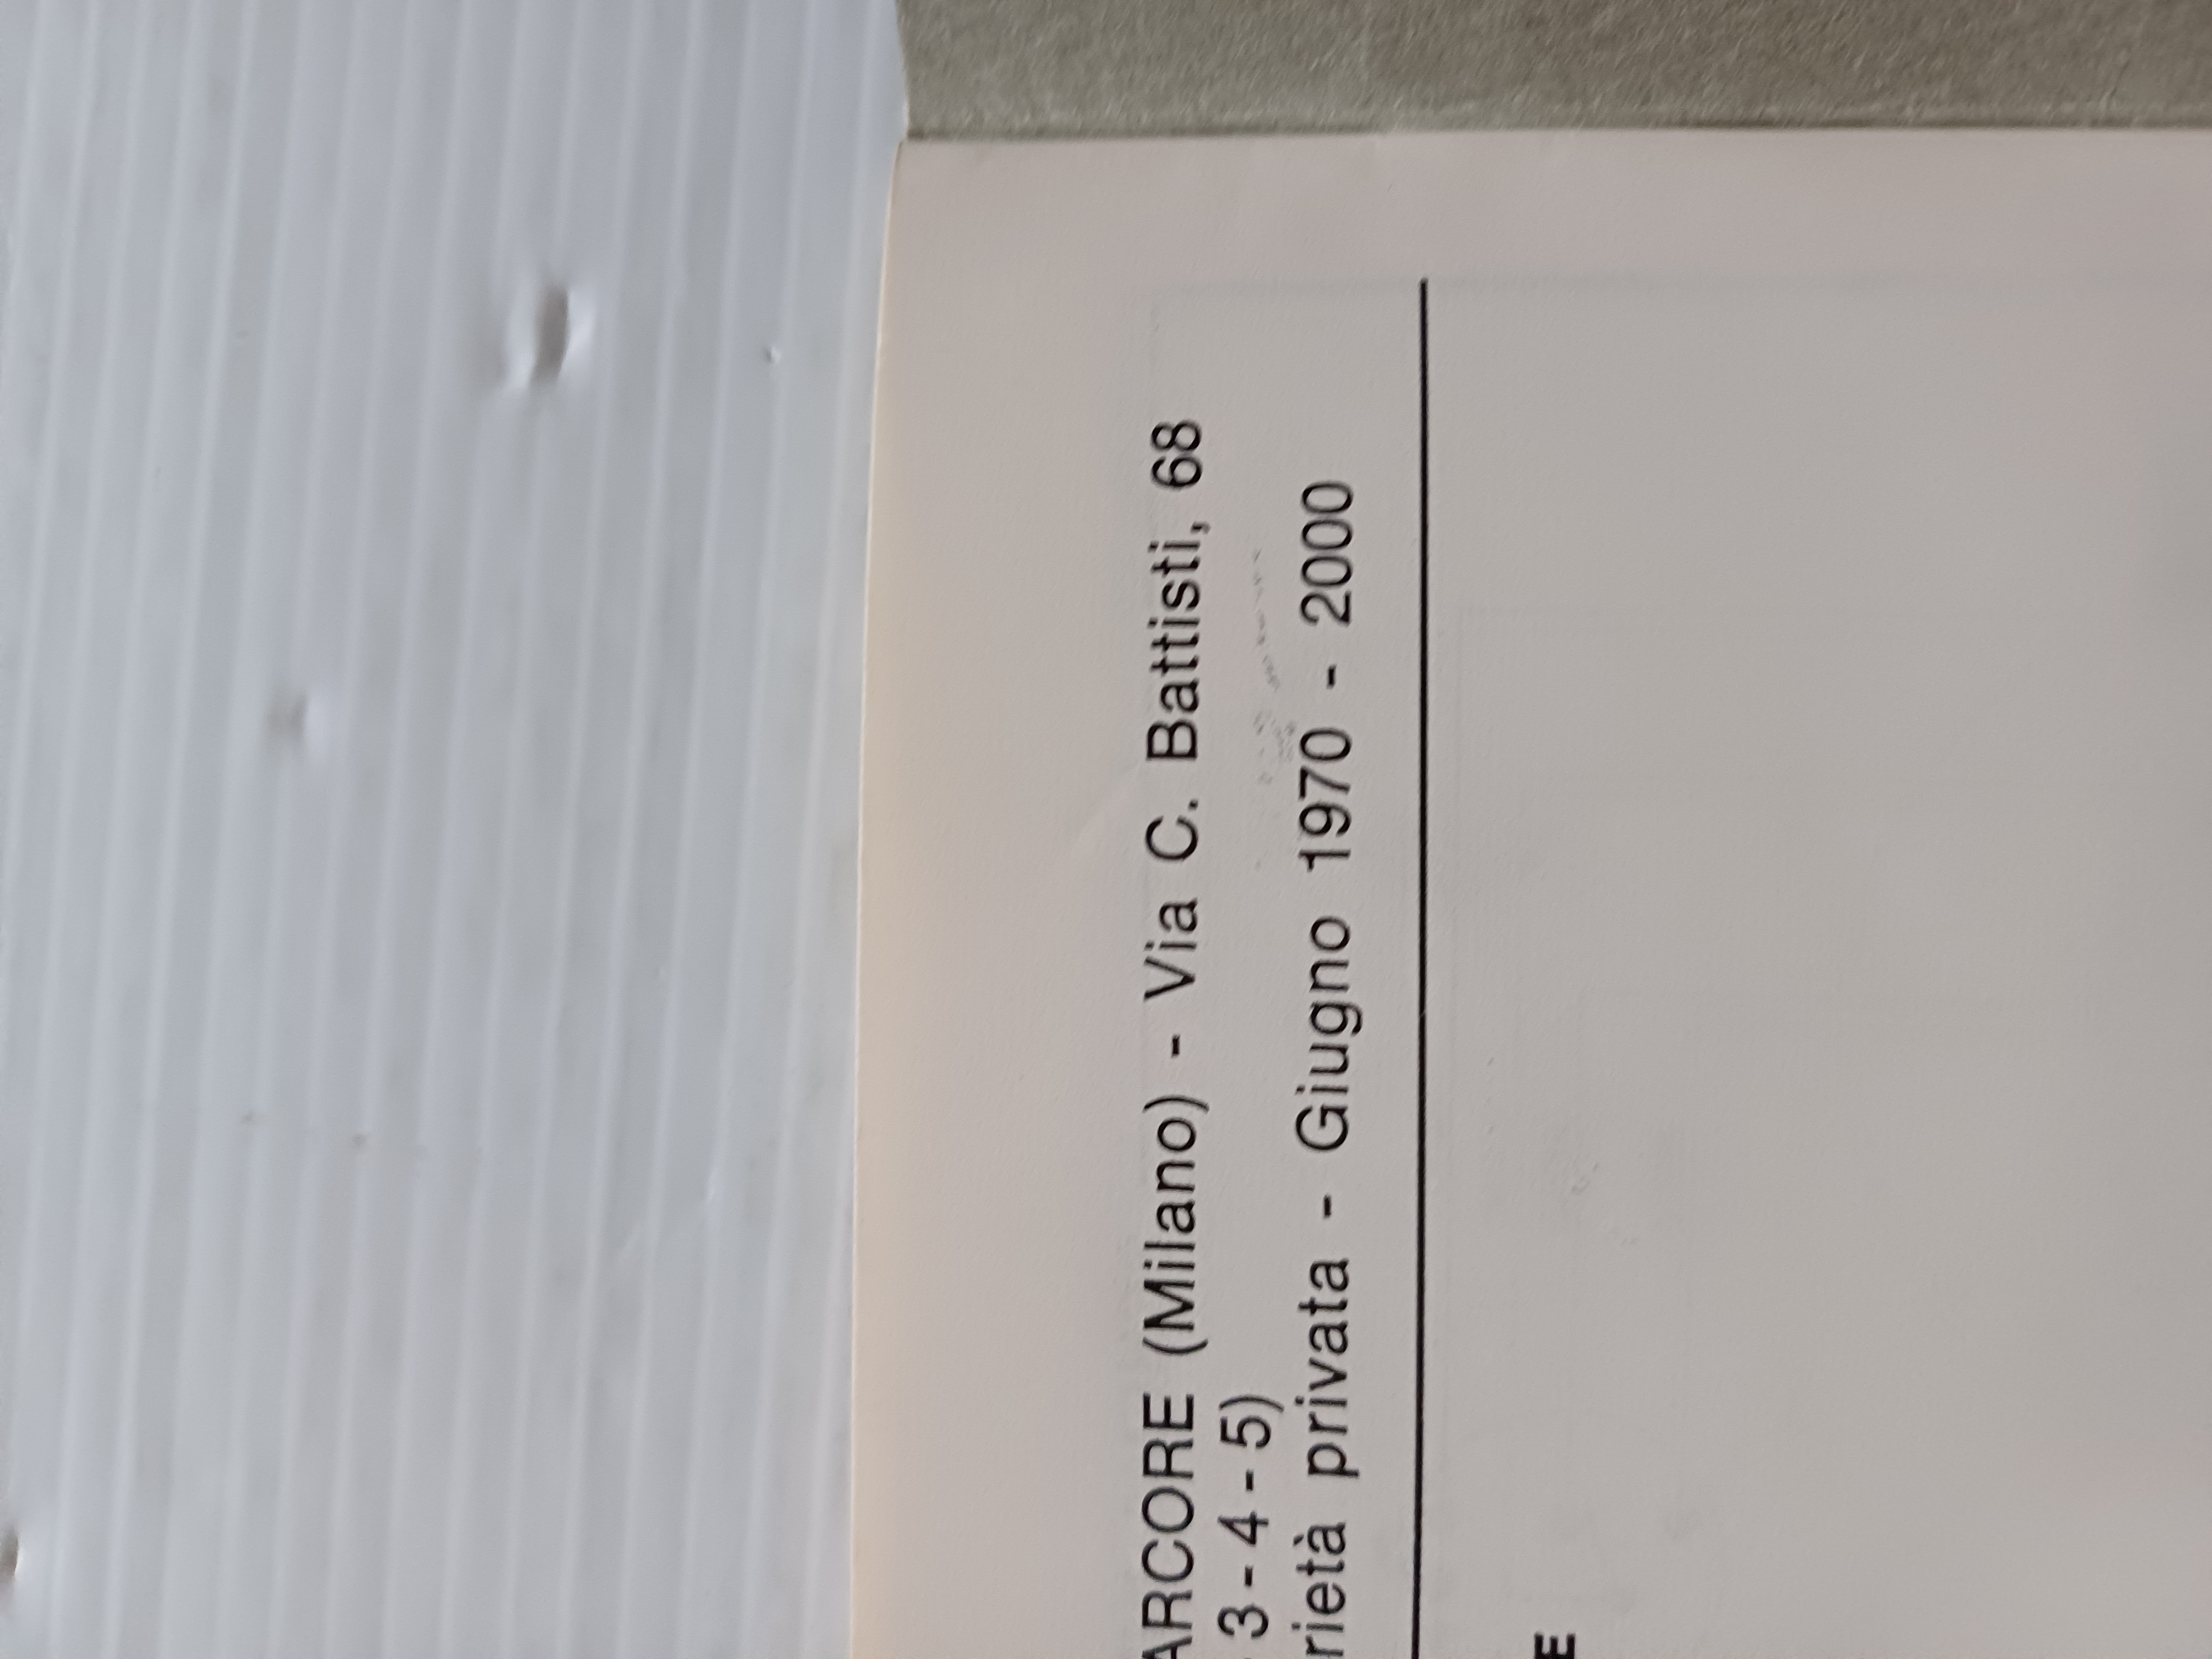 ARCORE (Milano) - Via C. Battisti, 68
3 - 4 - 5)
rietà privata - Giugno 1970 - 2000
E